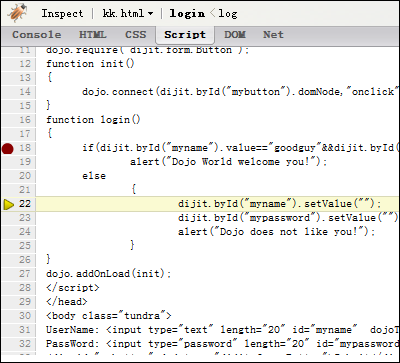 Inspect | kk.html ▾ | login < log
Console HTML CSS Script DOM Net
11 dojo.require("dijit.form.Button");
12 function init()
13 {
14 dojo.connect(dijit.byId("mybutton").domNode,"onclick"
15 }
16 function login()
17 {
18 if(dijit.byId("myname").value=="goodguy"&&dijit.byId
19 alert("Dojo World welcome you!");
20 else
21 {
22 dijit.byId("myname").setValue("");
23 dijit.byId("mypassword").setValue("")
24 alert("Dojo does not like you!");
25 }
26 }
27 dojo.addOnLoad(init);
28 </script>
29 </head>
30 <body class="tundra">
31 UserName: <input type="text" length="20" id="myname" dojoT
32 PassWord: <input type="password" length="20" id="mypassword